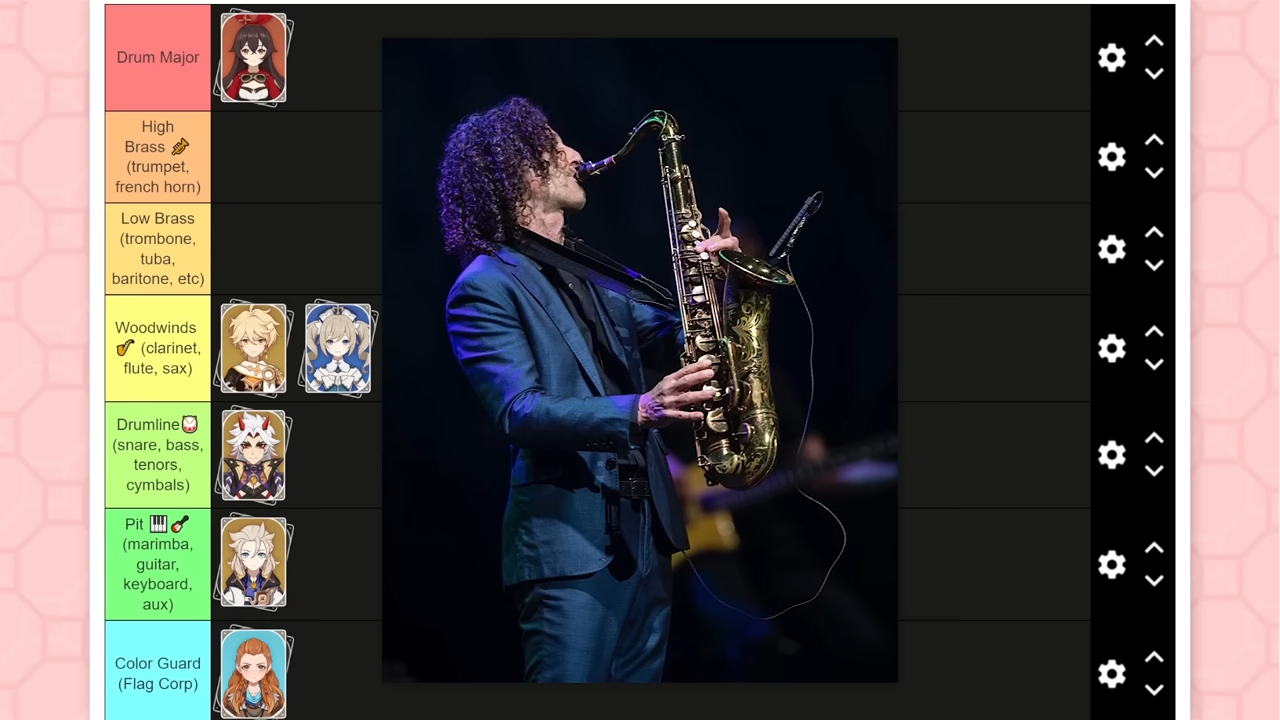 Drum Major
High
Brass 🎺
(trumpet,
french horn)
Low Brass
(trombone,
tuba,
baritone, etc)
Woodwinds
🎷 (clarinet,
flute, sax)
Drumline🥁
(snare, bass,
tenors,
cymbals)
Pit 🎹🎸
(marimba,
guitar,
keyboard,
aux)
Color Guard
(Flag Corp)